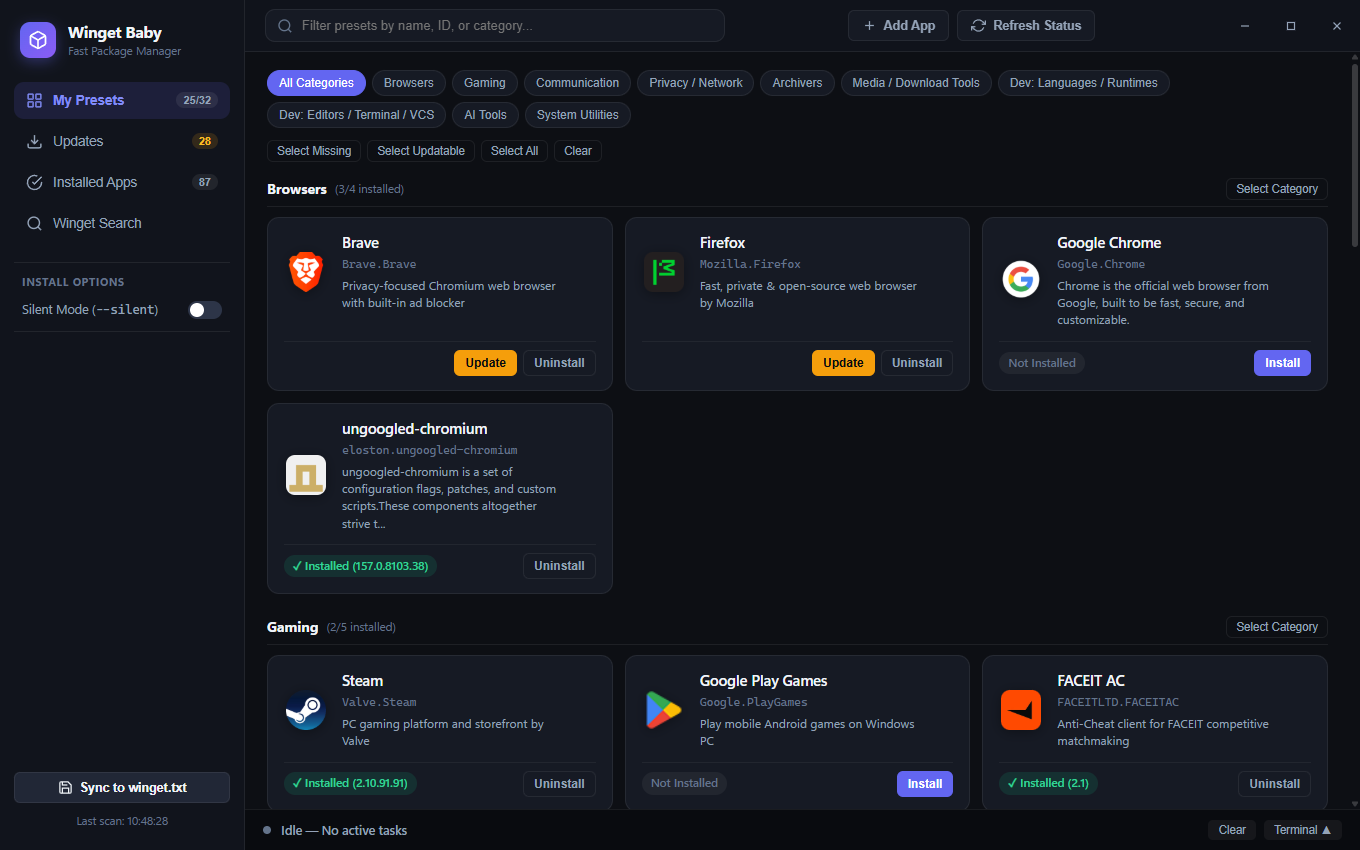 Winget Baby
Fast Package Manager
My Presets 25/32
Updates 28
Installed Apps 87
Winget Search
INSTALL OPTIONS
Silent Mode (--silent)
Sync to winget.txt
Last scan: 10:48:28
Filter presets by name, ID, or category...
+ Add App
Refresh Status
All Categories Browsers Gaming Communication Privacy / Network Archivers Media / Download Tools Dev: Languages / Runtimes
Dev: Editors / Terminal / VCS AI Tools System Utilities
Select Missing Select Updatable Select All Clear
Browsers (3/4 installed) Select Category
Brave
Brave.Brave
Privacy-focused Chromium web browser
with built-in ad blocker
Update Uninstall
Firefox
Mozilla.Firefox
Fast, private & open-source web browser
by Mozilla
Update Uninstall
Google Chrome
Google.Chrome
Chrome is the official web browser from
Google, built to be fast, secure, and
customizable.
Not Installed Install
ungoogled-chromium
eloston.ungoogled-chromium
ungoogled-chromium is a set of
configuration flags, patches, and custom
scripts.These components altogether
strive t...
✓ Installed (157.0.8103.38) Uninstall
Gaming (2/5 installed) Select Category
Steam
Valve.Steam
PC gaming platform and storefront by
Valve
✓ Installed (2.10.91.91) Uninstall
Google Play Games
Google.PlayGames
Play mobile Android games on Windows
PC
Not Installed Install
FACEIT AC
FACEITLTD.FACEITAC
Anti-Cheat client for FACEIT competitive
matchmaking
✓ Installed (2.1) Uninstall
Idle — No active tasks
Clear Terminal ▲